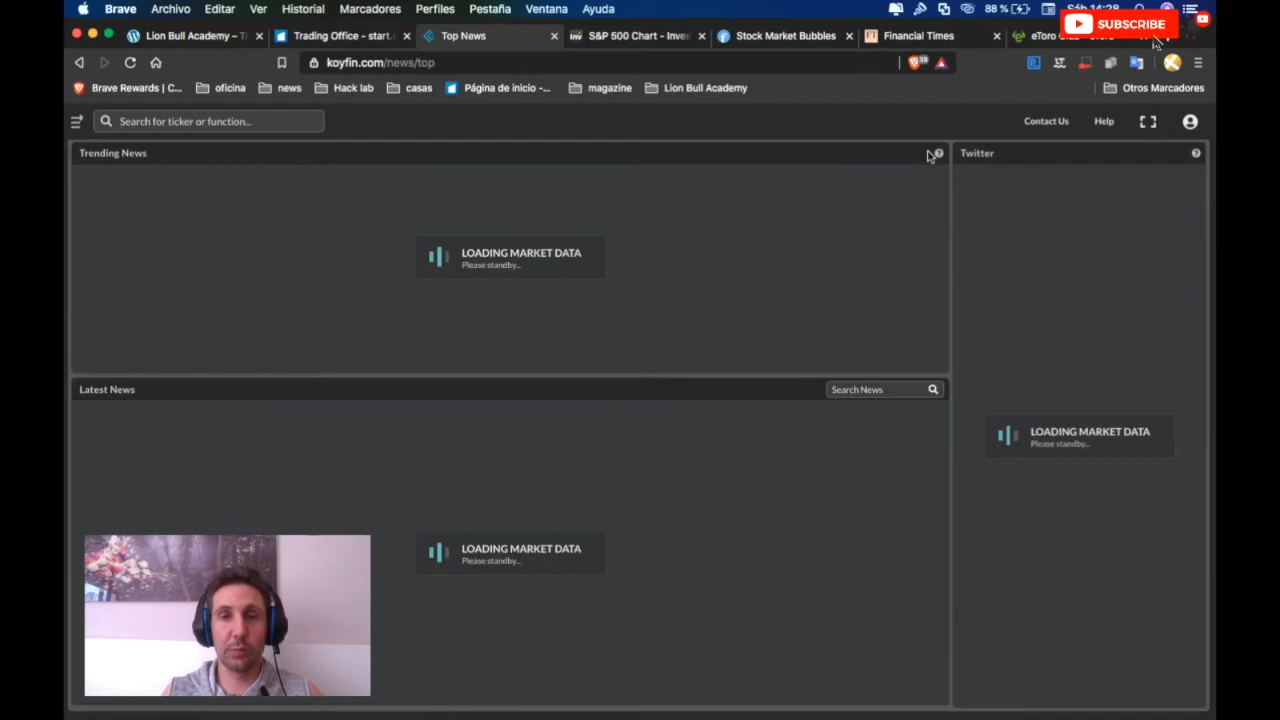 Brave Archivo Editar Ver Historial Marcadores Perfiles Pestaña Ventana Ayuda 88 % Sáb 14:28
SUBSCRIBE
Lion Bull Academy – T Trading Office - start. Top News S&P 500 Chart – Inves Stock Market Bubbles Financial Times
koyfin.com/news/top
Brave Rewards | C... oficina news Hack lab casas Página de inicio -... magazine Lion Bull Academy Otros Marcadores
Search for ticker or function... Contact Us Help
Trending News Twitter
LOADING MARKET DATA
Please standby...
Latest News Search News
LOADING MARKET DATA
Please standby...
LOADING MARKET DATA
Please standby...